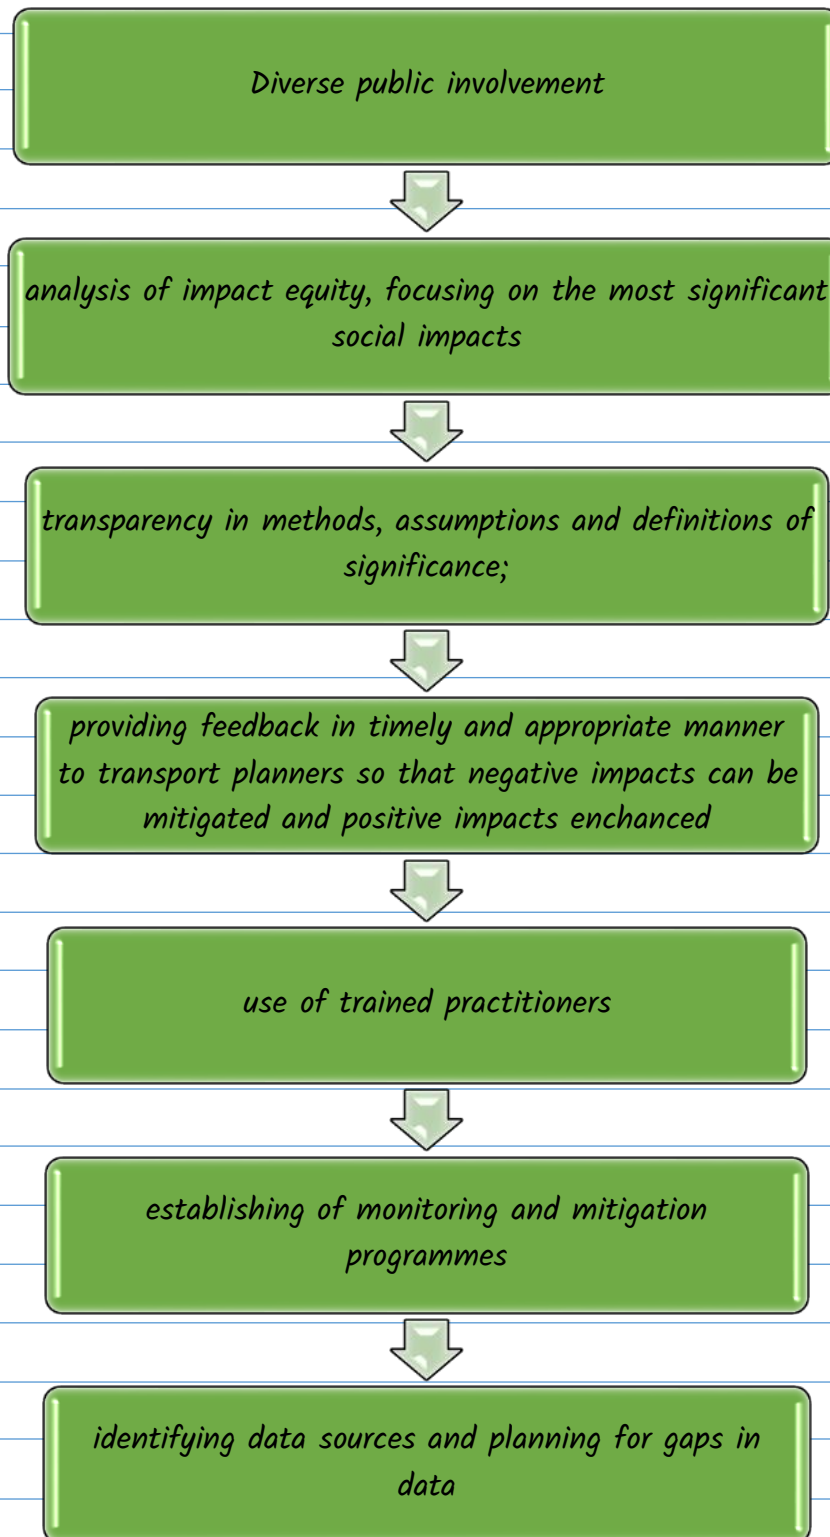 Diverse public involvement
analysis of impact equity, focusing on the most significant
social impacts
transparency in methods, assumptions and definitions of
significance;
providing feedback in timely and appropriate manner
to transport planners so that negative impacts can be
mitigated and positive impacts enchanced
use of trained practitioners
establishing of monitoring and mitigation
programmes
identifying data sources and planning for gaps in
data